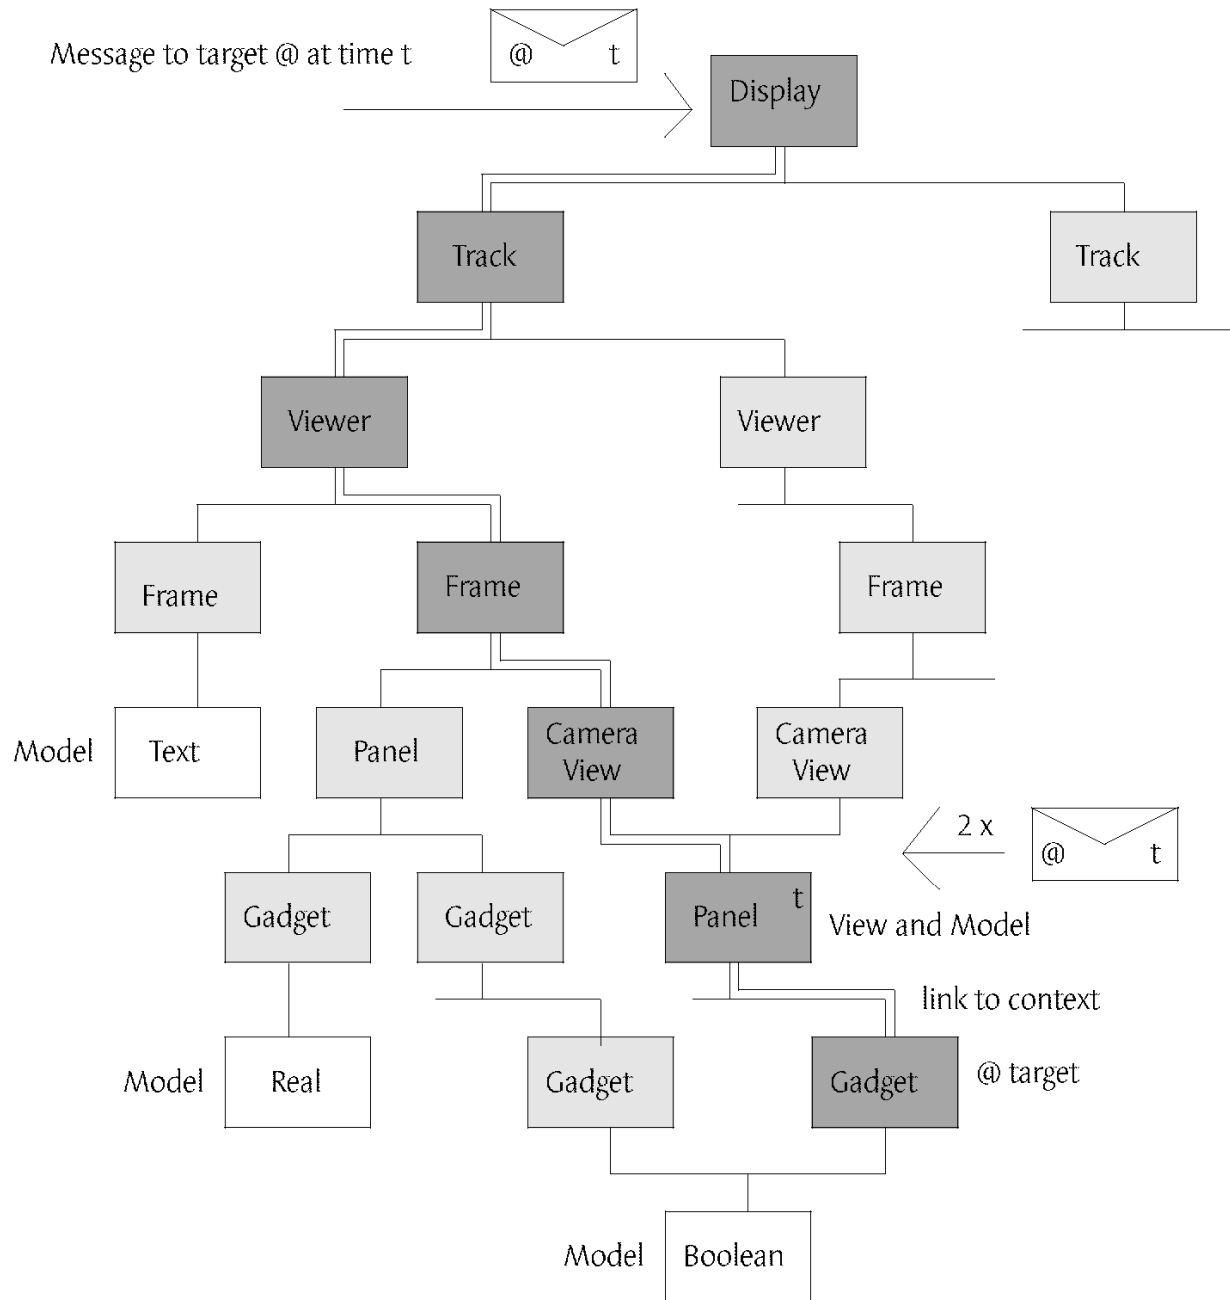 Message to target @ at time t
@ t
Display
Track
Track
Viewer
Viewer
Frame
Frame
Frame
Model
Text
Panel
Camera
View
Camera
View
2 x
@ t
Gadget
Gadget
Panel
t
View and Model
link to context
Model
Real
Gadget
Gadget
@ target
Model
Boolean